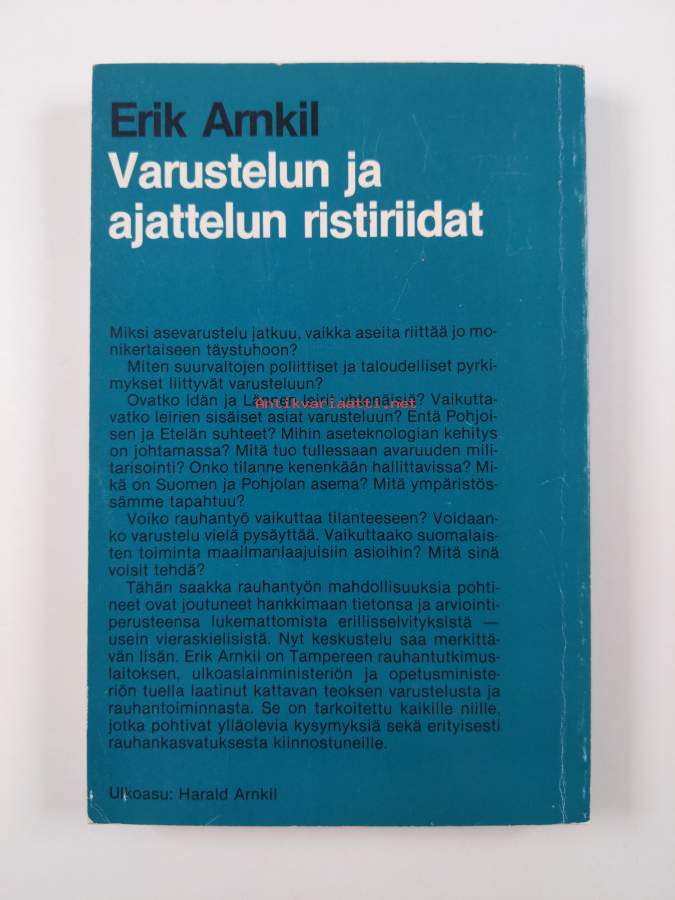 Erik Arnkil
Varustelun ja
ajattelun ristiriidat
Miksi asevarustelu jatkuu, vaikka aseita riittää jo mo-
nikertaiseen täystuhoon?
Miten suurvaltojen poliittiset ja taloudelliset pyrki-
mykset liittyvät varusteluun?
Ovatko Idän ja Lännen leirit yhtenäisiä? Vaikutta-
Antikvariaatti.net
vatko leirien sisäiset asiat varusteluun? Entä Pohjoi-
sen ja Etelän suhteet? Mihin aseteknologian kehitys
on johtamassa? Mitä tuo tullessaan avaruuden mili-
tarisointi? Onko tilanne kenenkään hallittavissa? Mi-
kä on Suomen ja Pohjolan asema? Mitä ympäristös-
sämme tapahtuu?
Voiko rauhantyö vaikuttaa tilanteeseen? Voidaan-
ko varustelu vielä pysäyttää. Vaikuttaako suomalais-
ten toiminta maailmanlaajuisiin asioihin? Mitä sinä
voisit tehdä?
Tähän saakka rauhantyön mahdollisuuksia pohti-
neet ovat joutuneet hankkimaan tietonsa ja arviointi-
perusteensa lukemattomista erillisselvityksistä —
usein vieraskielisistä. Nyt keskustelu saa merkittä-
vän lisän. Erik Arnkil on Tampereen rauhantutkimus-
laitoksen, ulkoasiainministeriön ja opetusministe-
riön tuella laatinut kattavan teoksen varustelusta ja
rauhantoiminnasta. Se on tarkoitettu kaikille niille,
jotka pohtivat ylläolevia kysymyksiä sekä erityisesti
rauhankasvatuksesta kiinnostuneille.
Ulkoasu: Harald Arnkil